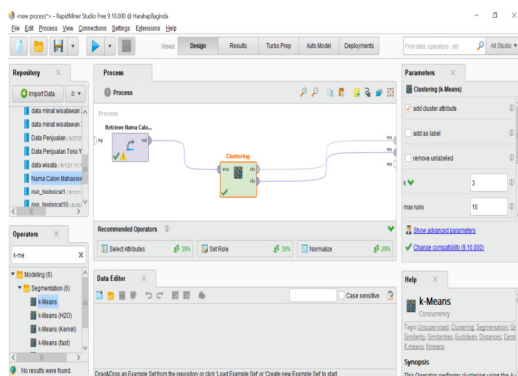 <new process*> – RapidMiner Studio Free 9.10.000 @ HarahapBaginda
File Edit Process View Connections Settings Extensions Help
Views: Design Results Turbo Prep Auto Model Deployments
Find data, operators...etc
All Studio
Repository
Import Data
data minat wisatawan
data minat wisatawan
Data Penjualan
Data Penjualan Toko Y
data wisata
Nama Calon Mahasisw
risk_historical1
risk_historical10
Operators
k-me
Modeling (6)
Segmentation (6)
k-Means
k-Means (H2O)
k-Means (Kernel)
k-Means (fast)
No results were found.
Process
Process
Process
inp
Retrieve Nama Calo...
out
Clustering
exa
clu
clu
res
res
res
Recommended Operators
Select Attributes 39%
Set Role 30%
Normalize 29%
Data Editor
Case sensitive
Drag&Drop an Example Set from the repository or click 'Load Example Set' or 'Create new Example Set' to start.
Parameters
Clustering (k-Means)
add cluster attribute
add as label
remove unlabeled
k 3
max runs 10
Show advanced parameters
Change compatibility (9.10.000)
Help
k-Means
Concurrency
Tags: Unsupervised, Clustering, Segmentation, Gr
Similarity, Similarities, Euclidean, Distances, Centr
K-means, Kmeans
Synopsis
This Operator performs clustering using the